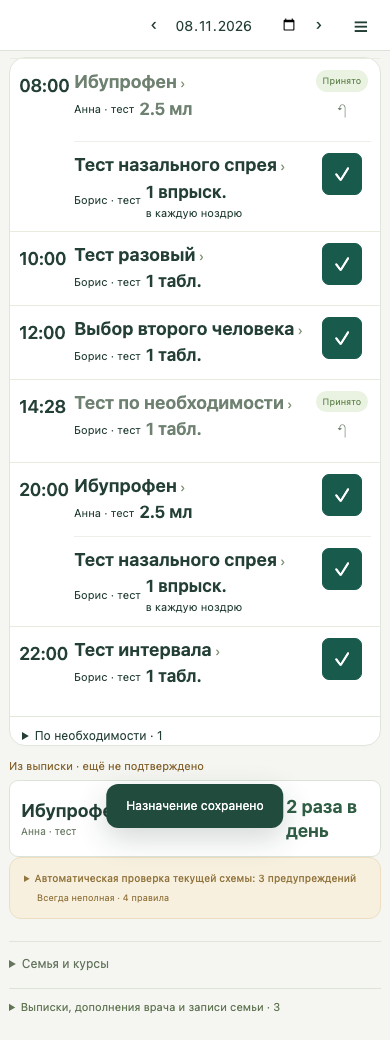 08.11.2026
08:00 Ибупрофен ›
Принято
Анна · тест 2.5 мл
Тест назального спрея ›
Борис · тест 1 впрыск.
в каждую ноздрю
10:00 Тест разовый ›
Борис · тест 1 табл.
12:00 Выбор второго человека ›
Борис · тест 1 табл.
14:28 Тест по необходимости ›
Принято
Борис · тест 1 табл.
20:00 Ибупрофен ›
Анна · тест 2.5 мл
Тест назального спрея ›
Борис · тест 1 впрыск.
в каждую ноздрю
22:00 Тест интервала ›
Борис · тест 1 табл.
По необходимости · 1
Из выписки · ещё не подтверждено
Назначение сохранено
2 раза в
день
Анна · тест
Автоматическая проверка текущей схемы: 3 предупреждений
Всегда неполная · 4 правила
Семья и курсы
Выписки, дополнения врача и записи семьи · 3